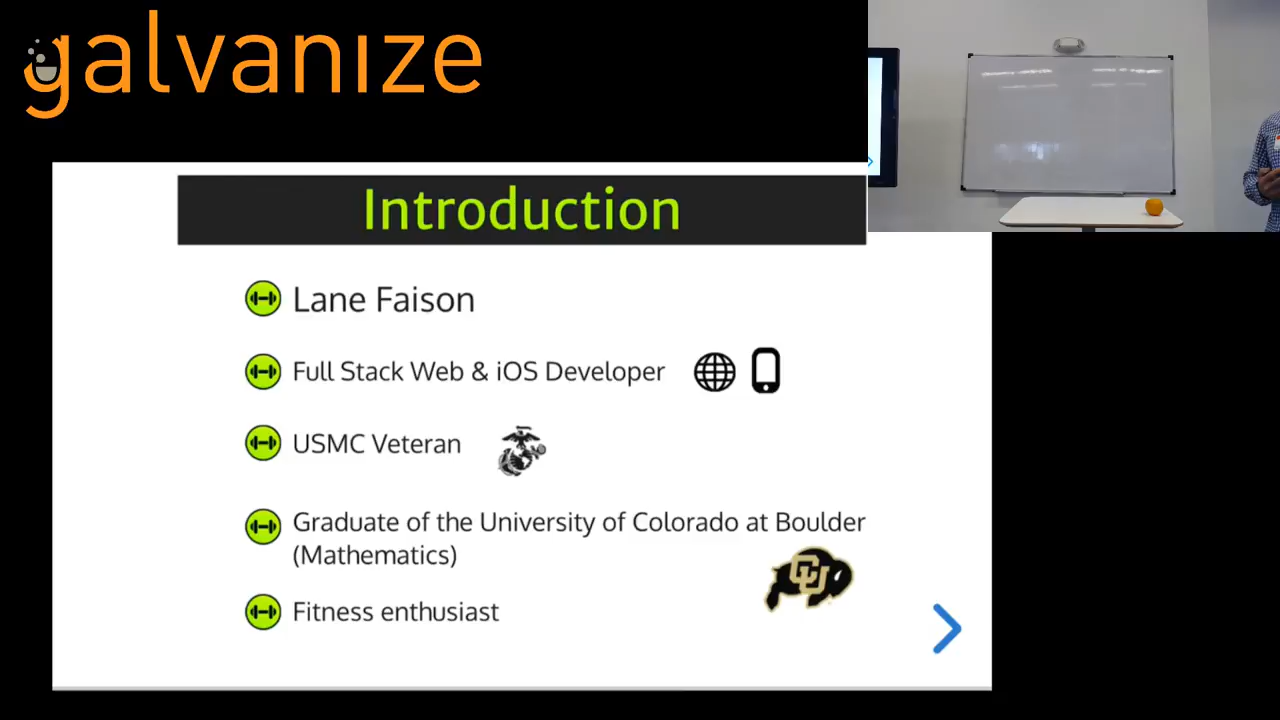 galvanize
Introduction
Lane Faison
Full Stack Web & iOS Developer
USMC Veteran
Graduate of the University of Colorado at Boulder
(Mathematics)
CU
Fitness enthusiast